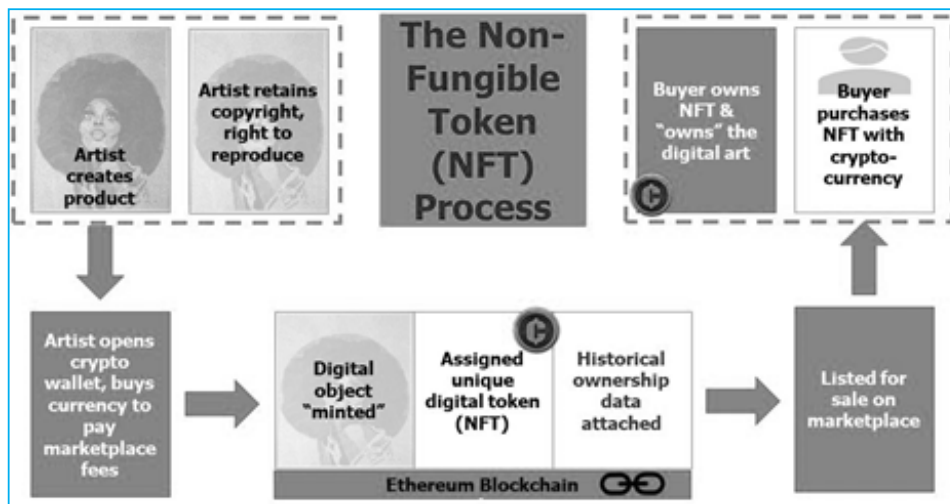 Artist
creates
product
Artist retains
copyright,
right to
reproduce
The Non-
Fungible
Token
(NFT)
Process
Buyer owns
NFT &
"owns" the
digital art
Buyer
purchases
NFT with
crypto-
currency
Artist opens
crypto
wallet, buys
currency to
pay
marketplace
fees
Digital
object
"minted"
Assigned
unique
digital token
(NFT)
Historical
ownership
data
attached
Ethereum Blockchain
Listed for
sale on
marketplace